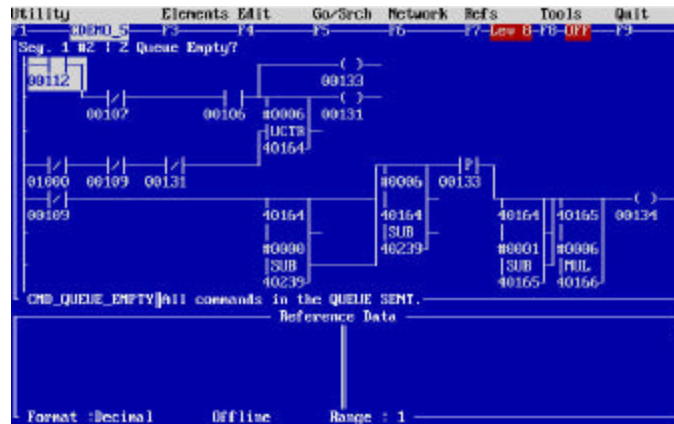 Utility Elements Edit Go/Srch Network Refs Tools Quit
F1 CDEMO_5 F3 F4 F5 F6 F7-Lev 8-F8-OFF F9
Seg. 1 #2 / 2 Queue Empty?
( )
00112 00133
]/[ ] [ ( )
00107 00106 #0006 00131
UCTR
40164
]/[ ]/[ ]/[ ]P[
01000 00109 00131 #0006 00133
]/[ ( )
00109 40164 40164 40164 40165 00134
SUB
#0000 40239 #0001 #0006
SUB SUB MUL
40239 40165 40166
CMD_QUEUE_EMPTY All commands in the QUEUE SENT.
Reference Data
Format :Decimal Offline Range : 1